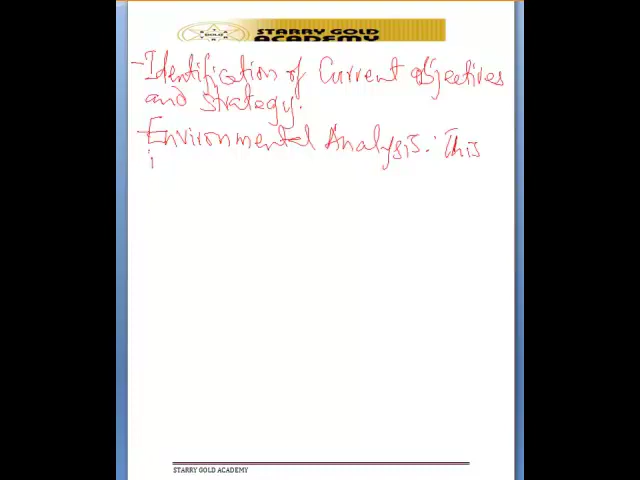 STARRY GOLD
ACADEMY
- Identification of Current objectives
and strategy.
- Environmental Analysis: This
i
STARRY GOLD ACADEMY